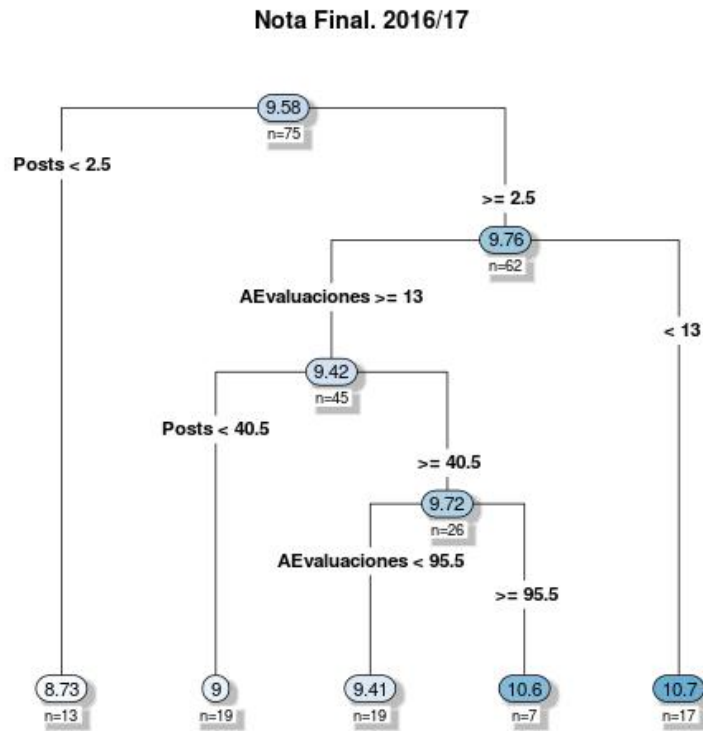 Nota Final. 2016/17
9.58
n=75
Posts < 2.5
>= 2.5
9.76
n=62
AEvaluaciones >= 13
< 13
9.42
n=45
Posts < 40.5
>= 40.5
9.72
n=26
AEvaluaciones < 95.5
>= 95.5
8.73
n=13
9
n=19
9.41
n=19
10.6
n=7
10.7
n=17